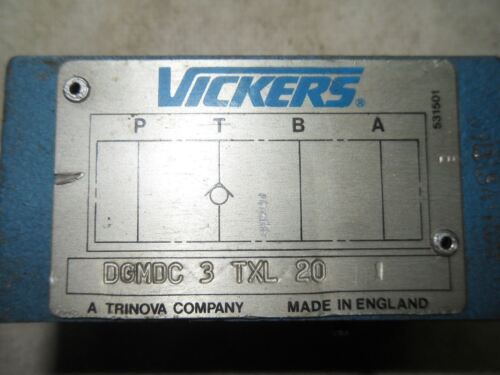 VICKERS®
P T B A
531501
DGMDC 3 TXL 20
A TRINOVA COMPANY MADE IN ENGLAND